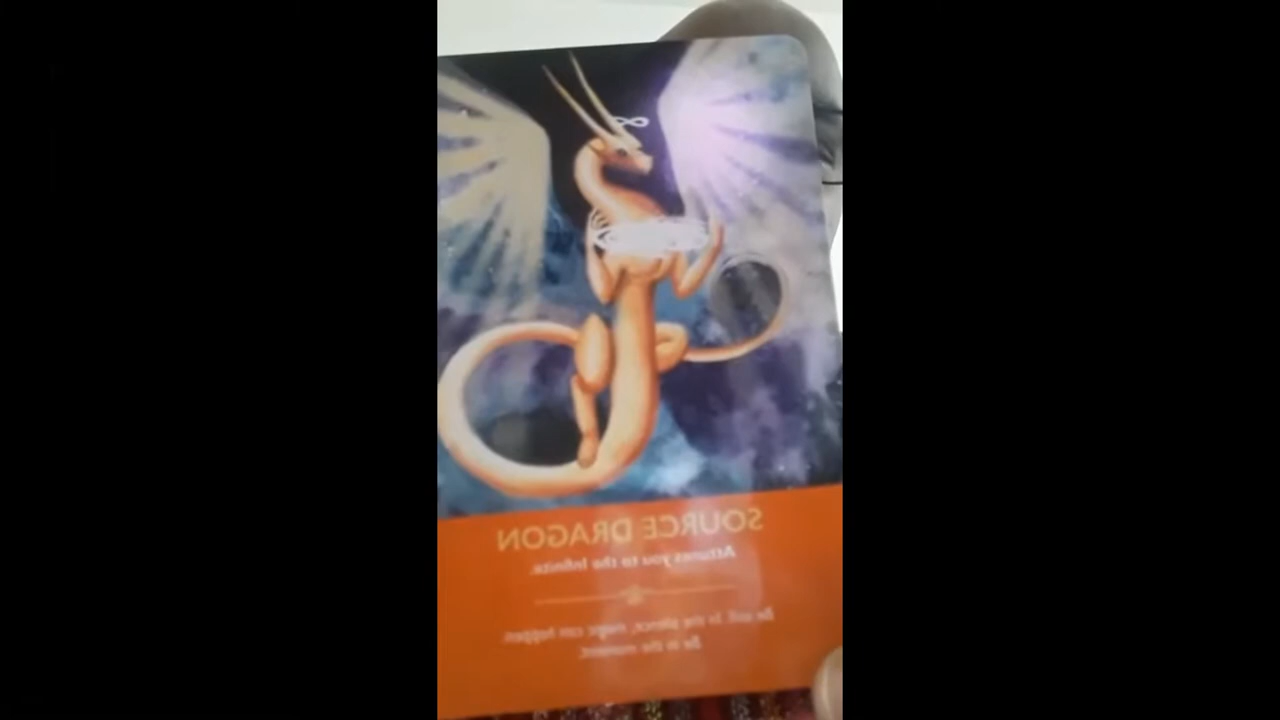 SOURCE DRAGON
Attunes you to the Infinite.
Be still. In the silence, magic can happen.
Be in the moment.